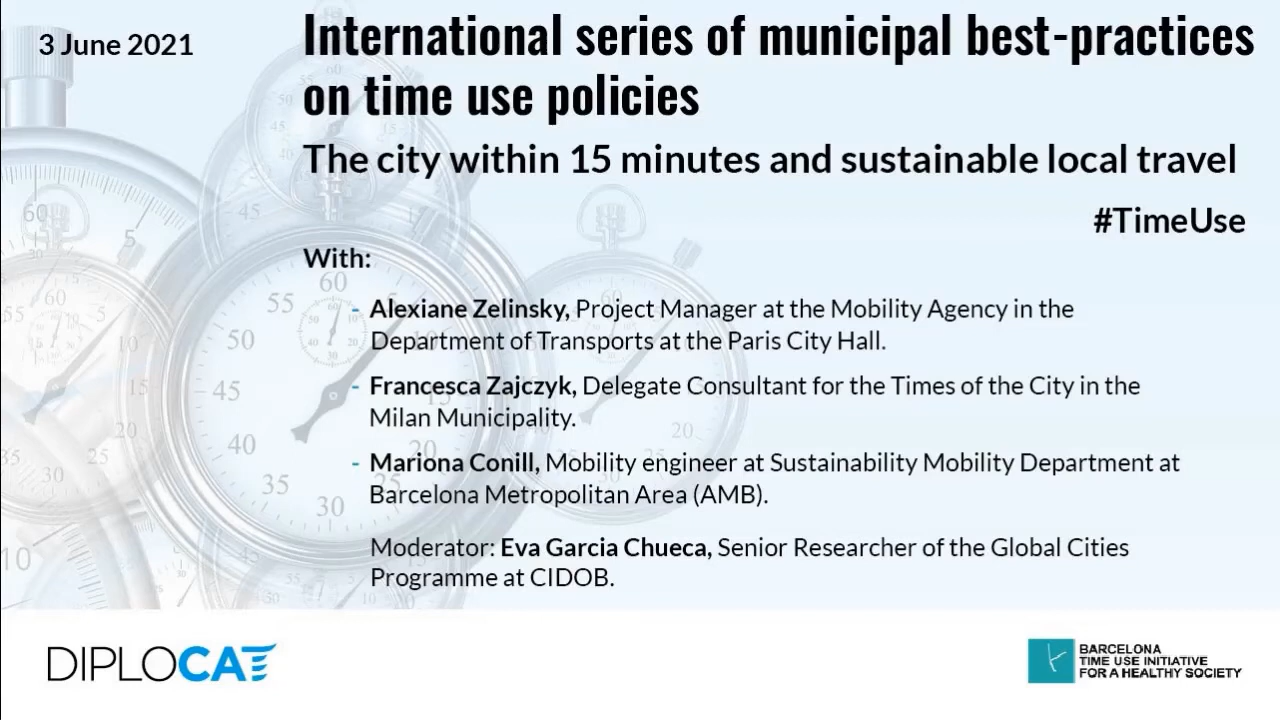 3 June 2021
International series of municipal best-practices
on time use policies
The city within 15 minutes and sustainable local travel
#TimeUse
With:
- Alexiane Zelinsky, Project Manager at the Mobility Agency in the
Department of Transports at the Paris City Hall.
- Francesca Zajczyk, Delegate Consultant for the Times of the City in the
Milan Municipality.
- Mariona Conill, Mobility engineer at Sustainability Mobility Department at
Barcelona Metropolitan Area (AMB).
Moderator: Eva Garcia Chueca, Senior Researcher of the Global Cities
Programme at CIDOB.
DIPLOCAT
BARCELONA
TIME USE INITIATIVE
FOR A HEALTHY SOCIETY